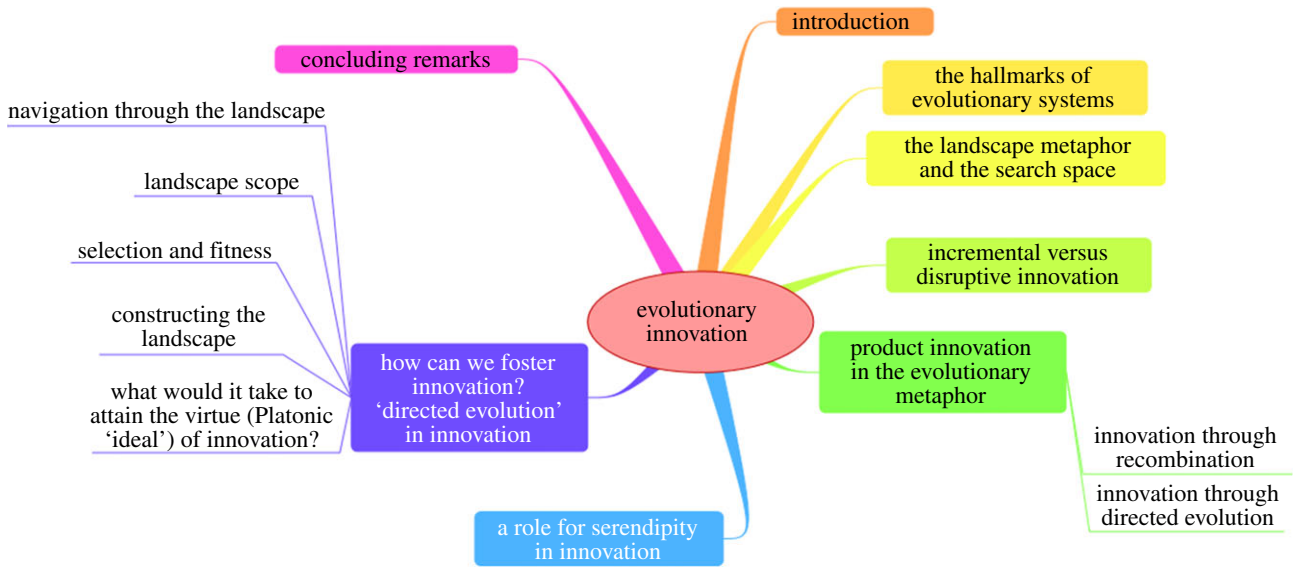 introduction
concluding remarks
the hallmarks of
evolutionary systems
navigation through the landscape
the landscape metaphor
and the search space
landscape scope
selection and fitness
incremental versus
disruptive innovation
evolutionary
innovation
constructing the
landscape
product innovation
in the evolutionary
metaphor
how can we foster
innovation?
‘directed evolution’
in innovation
what would it take to
attain the virtue (Platonic
‘ideal’) of innovation?
innovation through
recombination
innovation through
directed evolution
a role for serendipity
in innovation